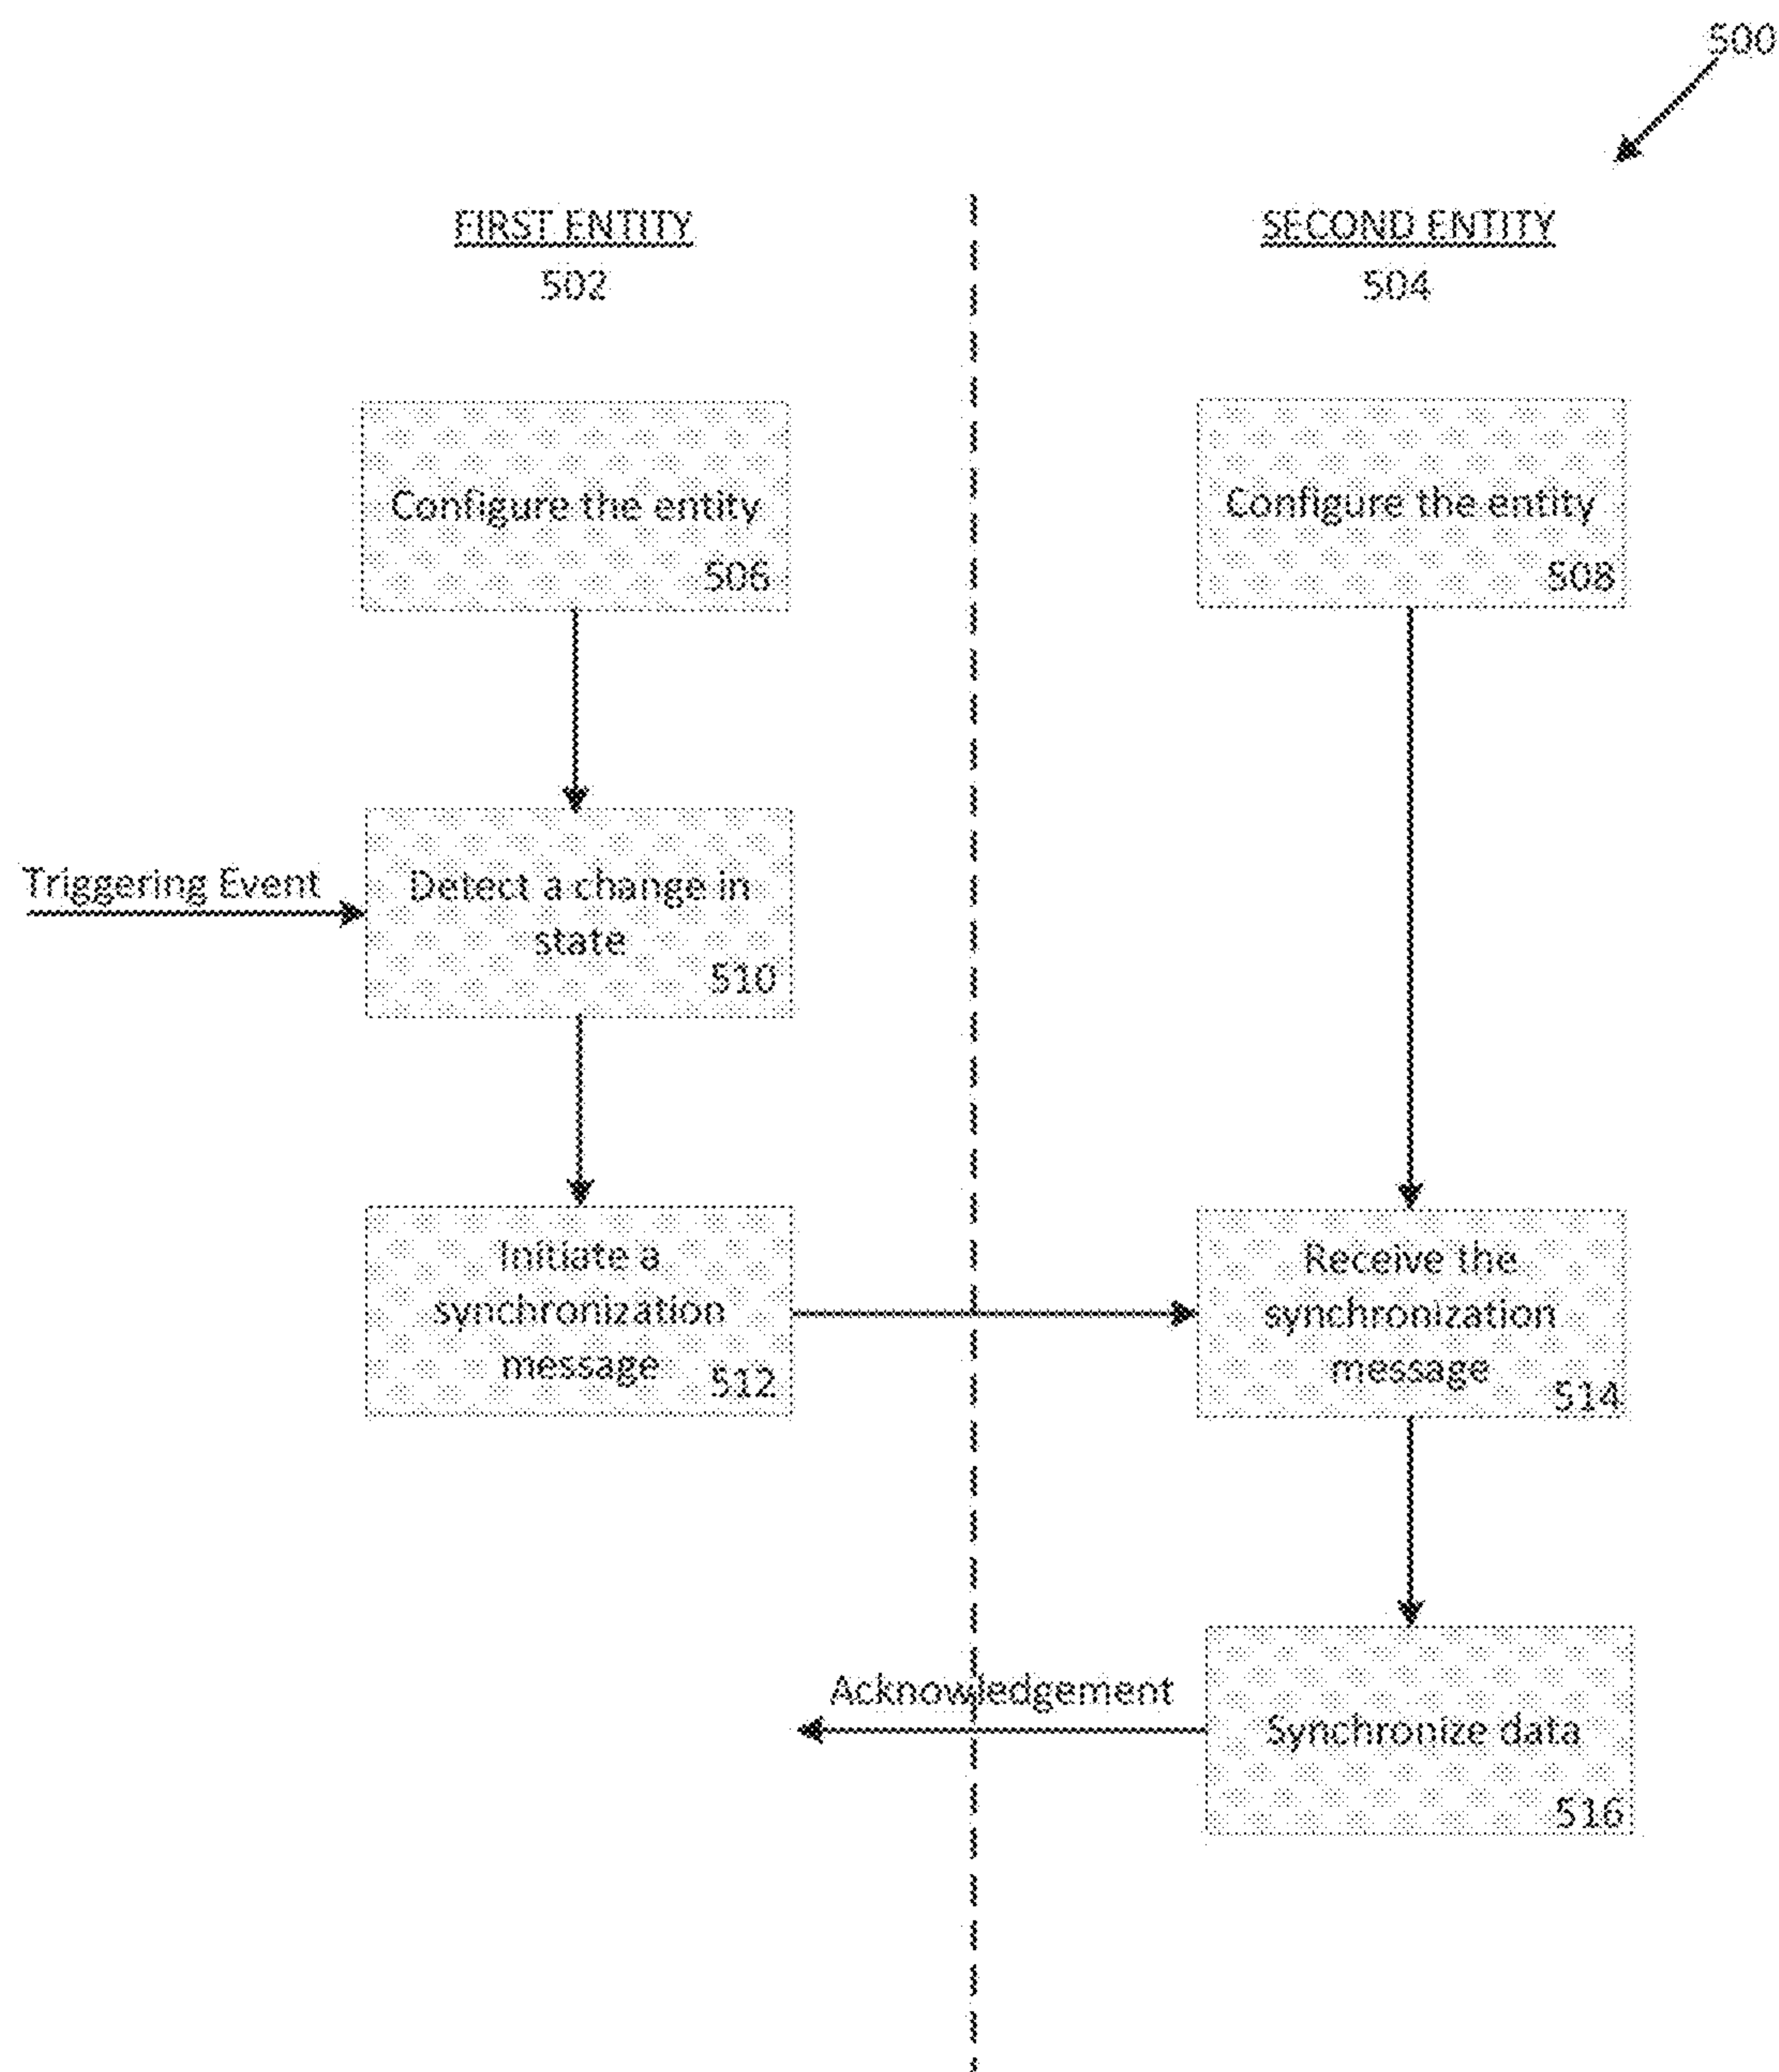 500
FIRST ENTITY
502
SECOND ENTITY
504
Configure the entity
506
Configure the entity
508
Triggering Event
Detect a change in
state
510
Initiate a
synchronization
message
512
Receive the
synchronization
message
514
Acknowledgement
Synchronize data
516